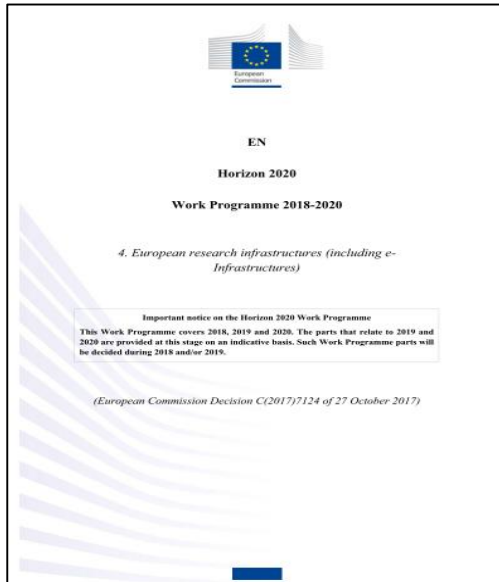 European
Commission
EN
Horizon 2020
Work Programme 2018-2020
4. European research infrastructures (including e-
Infrastructures)
Important notice on the Horizon 2020 Work Programme
This Work Programme covers 2018, 2019 and 2020. The parts that relate to 2019 and
2020 are provided at this stage on an indicative basis. Such Work Programme parts will
be decided during 2018 and/or 2019.
(European Commission Decision C(2017)7124 of 27 October 2017)